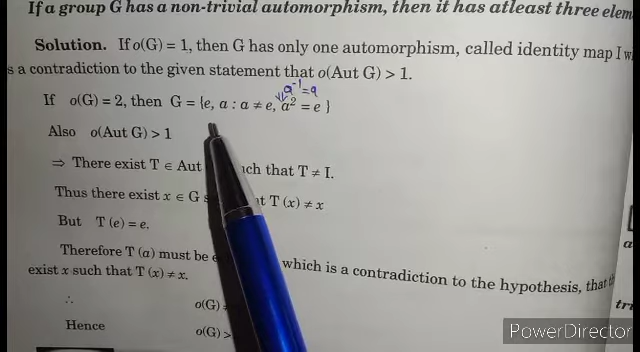 If a group G has a non-trivial automorphism, then it has atleast three elem
Solution. If o(G) = 1, then G has only one automorphism, called identity map I w
s a contradiction to the given statement that o(Aut G) > 1.
a⁻¹ = a
If o(G) = 2, then G = {e, a : a ≠ e, a² = e }
Also o(Aut G) > 1
⇒ There exist T ∈ Aut such that T ≠ I.
Thus there exist x ∈ G T (x) ≠ x
But T (e) = e.
Therefore T (a) must be which is a contradiction to the hypothesis, that
exist x such that T (x) ≠ x.
∴ o(G)
Hence o(G) >
PowerDirector